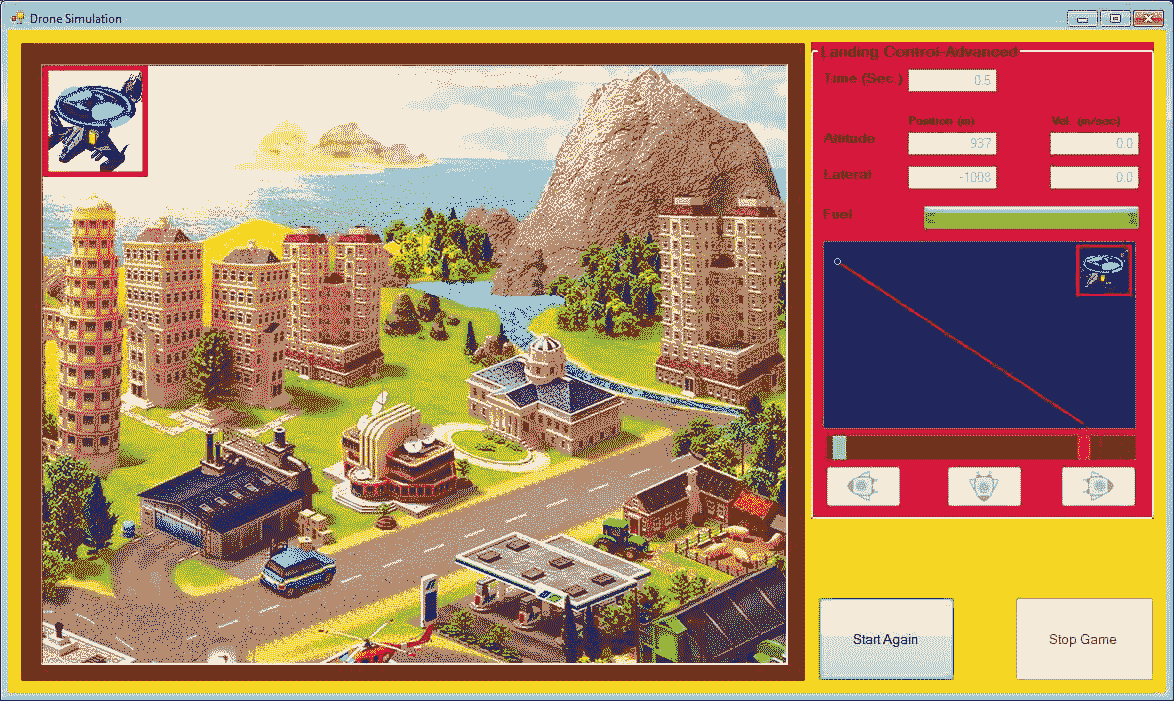 Drone Simulation
Landing Control-Advanced
Time (Sec.) 0.5
Position (m) Vel. (m/sec)
Altitude 937 0.0
Lateral -1008 0.0
Fuel
Start Again Stop Game